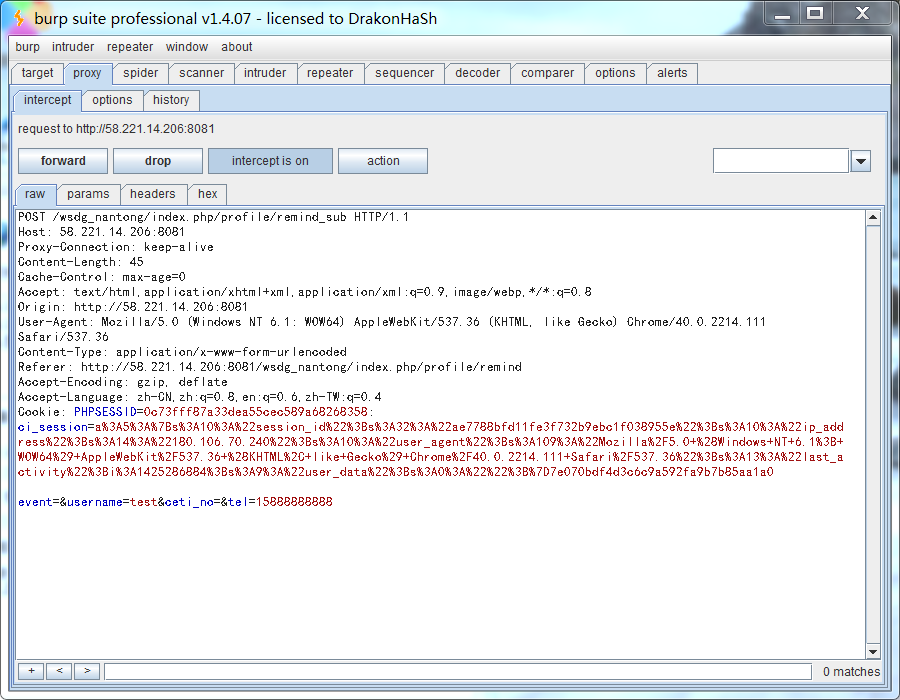 burp suite professional v1.4.07 - licensed to DrakonHaSh
burp intruder repeater window about
target proxy spider scanner intruder repeater sequencer decoder comparer options alerts
intercept options history
request to http://58.221.14.206:8081
forward drop intercept is on action
raw params headers hex
POST /wsdg_nantong/index.php/profile/remind_sub HTTP/1.1
Host: 58.221.14.206:8081
Proxy-Connection: keep-alive
Content-Length: 45
Cache-Control: max-age=0
Accept: text/html,application/xhtml+xml,application/xml;q=0.9,image/webp,*/*;q=0.8
Origin: http://58.221.14.206:8081
User-Agent: Mozilla/5.0 (Windows NT 6.1; WOW64) AppleWebKit/537.36 (KHTML, like Gecko) Chrome/40.0.2214.111
Safari/537.36
Content-Type: application/x-www-form-urlencoded
Referer: http://58.221.14.206:8081/wsdg_nantong/index.php/profile/remind
Accept-Encoding: gzip, deflate
Accept-Language: zh-CN,zh;q=0.8,en;q=0.6,zh-TW;q=0.4
Cookie: PHPSESSID=0c73fff87a33dea55cec589a68268358;
ci_session=a%3A5%3A%7Bs%3A10%3A%22session_id%22%3Bs%3A32%3A%22ae7788bfd11fe3f732b9ebc1f038955e%22%3Bs%3A10%3A%22ip_add
ress%22%3Bs%3A14%3A%22180.106.70.240%22%3Bs%3A10%3A%22user_agent%22%3Bs%3A109%3A%22Mozilla%2F5.0+%28Windows+NT+6.1%3B+
WOW64%29+AppleWebKit%2F537.36+%28KHTML%2C+like+Gecko%29+Chrome%2F40.0.2214.111+Safari%2F537.36%22%3Bs%3A13%3A%22last_a
ctivity%22%3Bi%3A1425286884%3Bs%3A9%3A%22user_data%22%3Bs%3A0%3A%22%22%3B%7D7e070bdf4d3c6c9a592fa9b7b85aa1a0
event=&username=test&ceti_no=&tel=15888888888
+ < > 0 matches